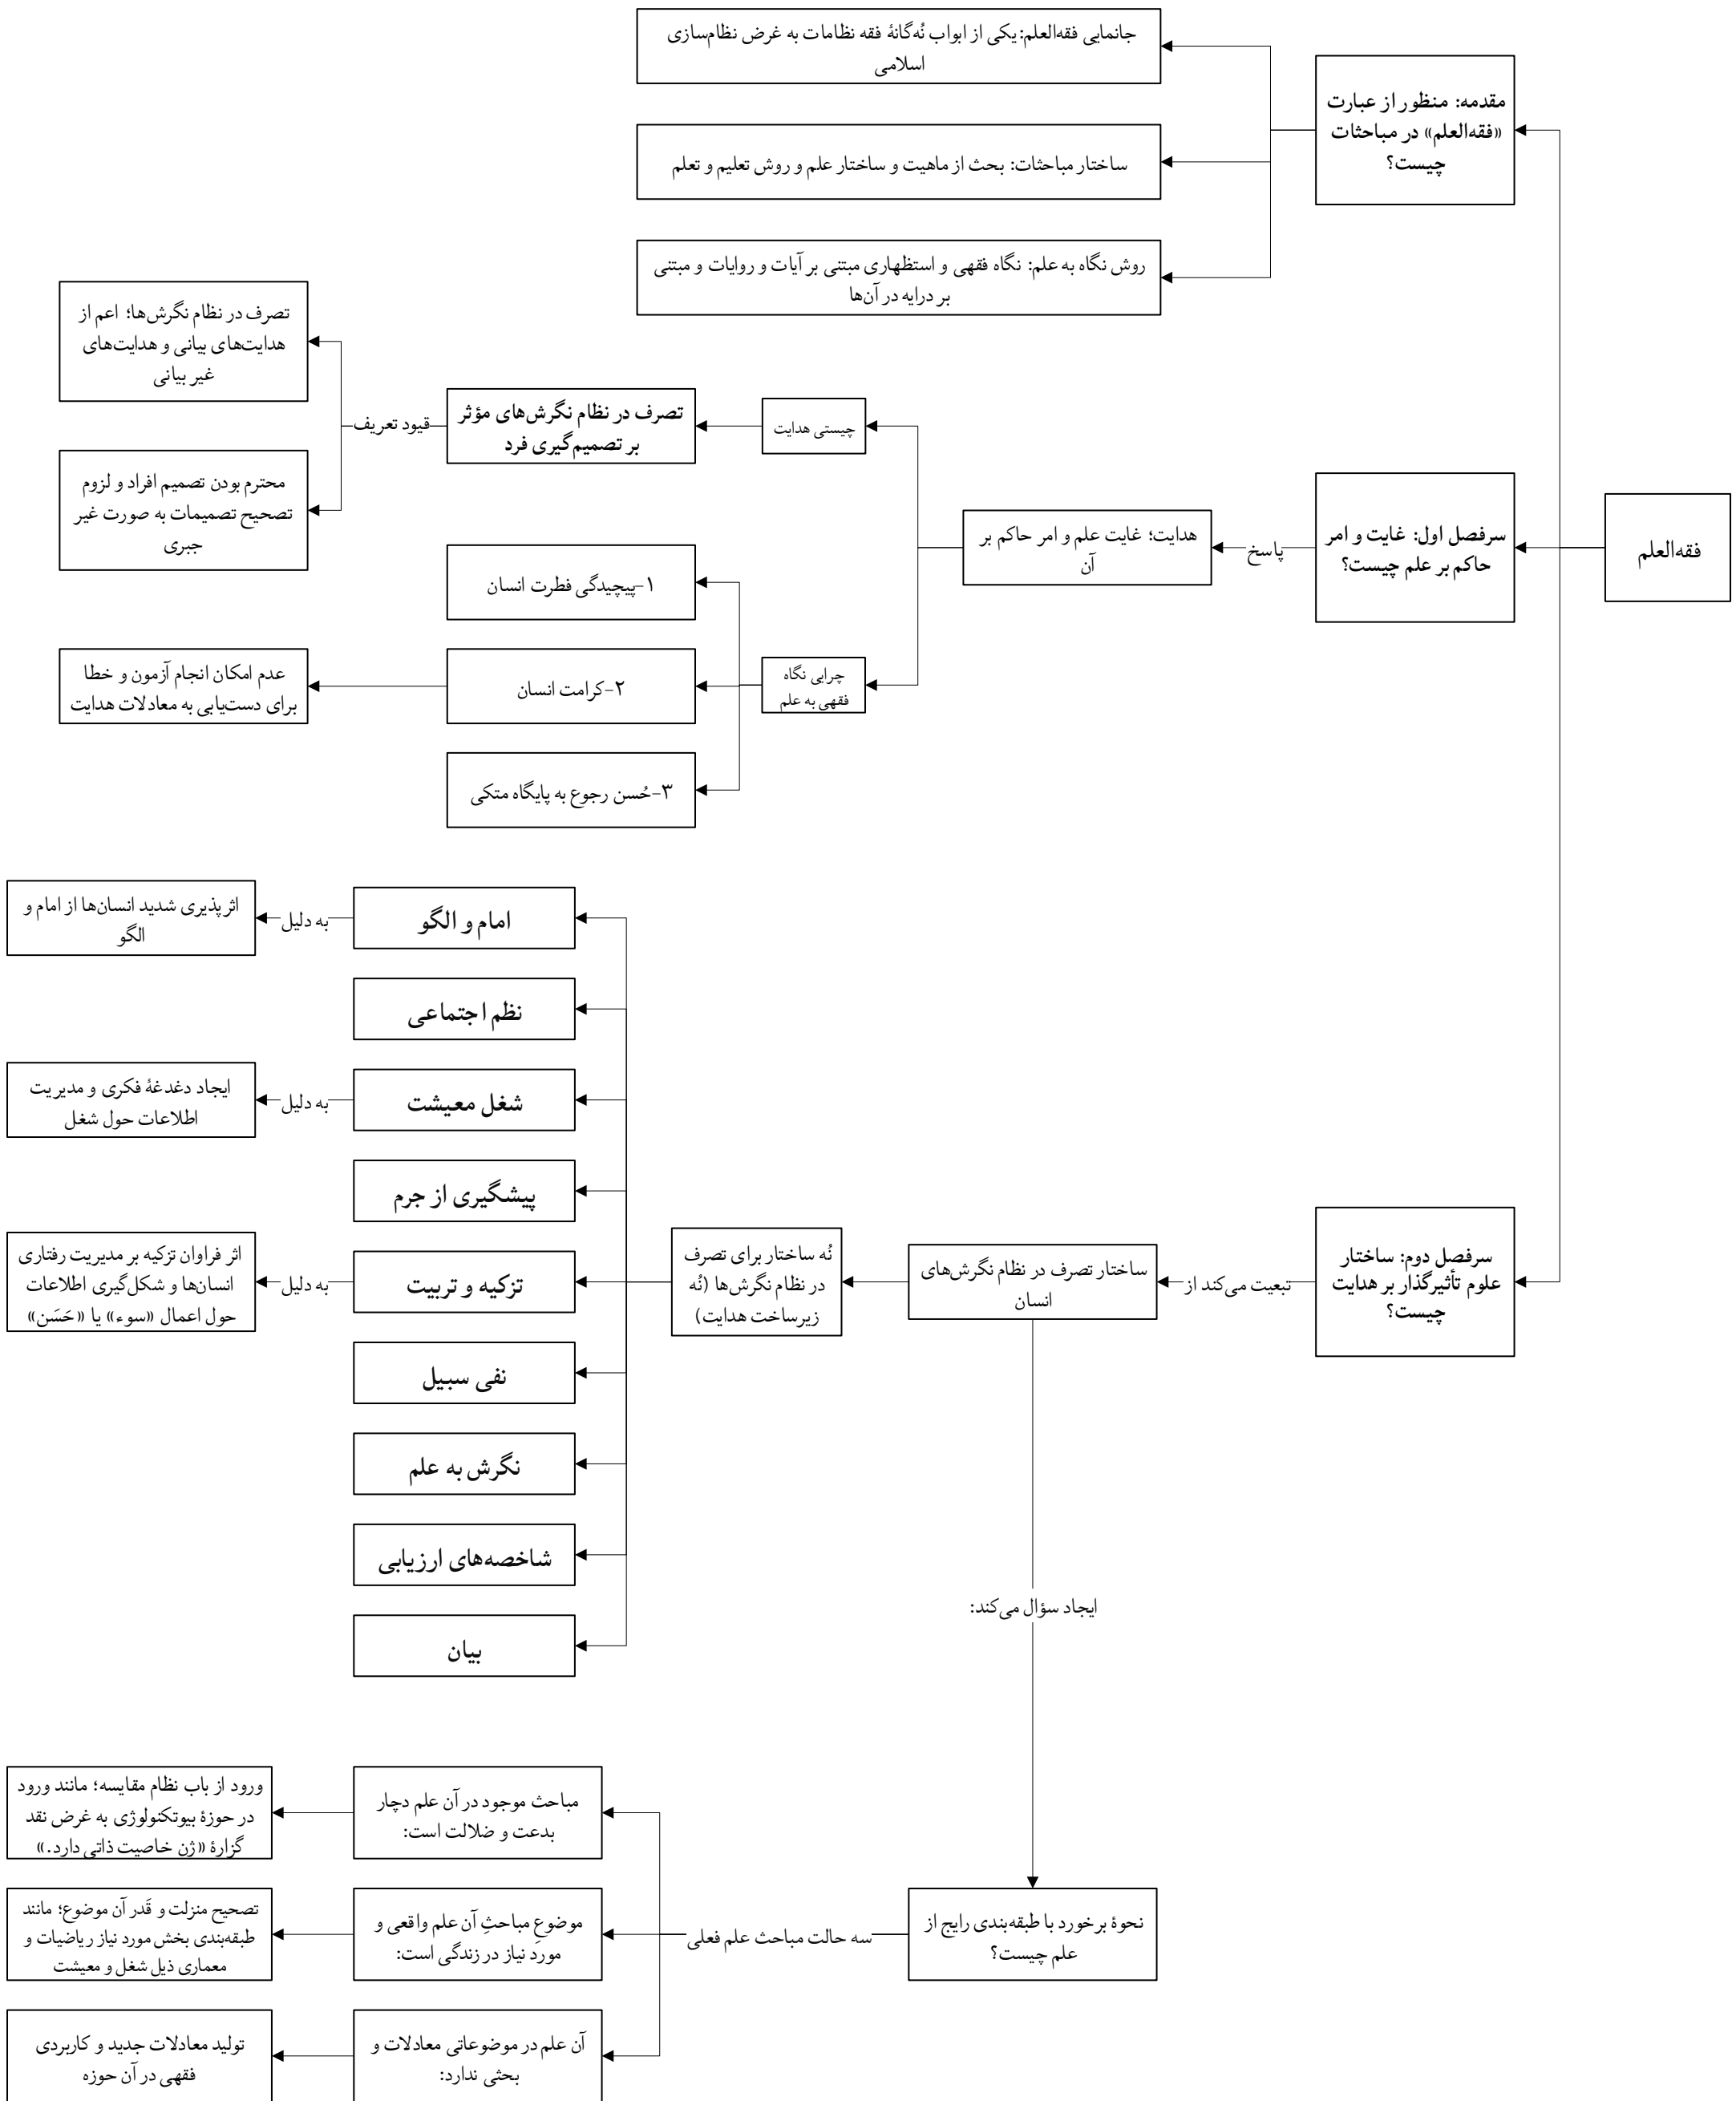 فقه‌العلم
مقدمه: منظور از عبارت
«فقه‌العلم» در مباحثات
چیست؟
جانمایی فقه‌العلم: یکی از ابواب نُه‌گانهٔ فقه نظامات به غرض نظام‌سازی
اسلامی
ساختار مباحثات: بحث از ماهیت و ساختار علم و روش تعلیم و تعلم
روش نگاه به علم: نگاه فقهی و استظهاری مبتنی بر آیات و روایات و مبتنی
بر درایه در آن‌ها
سرفصل اول: غایت و امر
حاکم بر علم چیست؟
پاسخ
هدایت؛ غایت علم و امر حاکم بر
آن
چیستی هدایت
تصرف در نظام نگرش‌های مؤثر
بر تصمیم‌گیری فرد
قیود تعریف
تصرف در نظام نگرش‌ها؛ اعم از
هدایت‌های بیانی و هدایت‌های
غیر بیانی
محترم بودن تصمیم افراد و لزوم
تصحیح تصمیمات به صورت غیر
جبری
چرایی نگاه
فقهی به علم
۱-پیچیدگی فطرت انسان
۲-کرامت انسان
عدم امکان انجام آزمون و خطا
برای دست‌یابی به معادلات هدایت
۳-حُسن رجوع به پایگاه متکی
سرفصل دوم: ساختار
علوم تأثیرگذار بر هدایت
چیست؟
تبعیت می‌کند از
ساختار تصرف در نظام نگرش‌های
انسان
نُه ساختار برای تصرف
در نظام نگرش‌ها (نُه
زیرساخت هدایت)
امام و الگو
به دلیل
اثرپذیری شدید انسان‌ها از امام و
الگو
نظم اجتماعی
شغل معیشت
به دلیل
ایجاد دغدغهٔ فکری و مدیریت
اطلاعات حول شغل
پیشگیری از جرم
تزکیه و تربیت
به دلیل
اثر فراوان تزکیه بر مدیریت رفتاری
انسان‌ها و شکل‌گیری اطلاعات
حول اعمال «سوء» یا «حَسَن»
نفی سبیل
نگرش به علم
شاخصه‌های ارزیابی
بیان
ایجاد سؤال می‌کند:
نحوهٔ برخورد با طبقه‌بندی رایج از
علم چیست؟
سه حالت مباحث علم فعلی
مباحث موجود در آن علم دچار
بدعت و ضلالت است:
ورود از باب نظام مقایسه؛ مانند ورود
در حوزهٔ بیوتکنولوژی به غرض نقد
گزارهٔ «ژن خاصیت ذاتی دارد.»
موضوعِ مباحثِ آن علم واقعی و
مورد نیاز در زندگی است:
تصحیح منزلت و قَدر آن موضوع؛ مانند
طبقه‌بندی بخش مورد نیاز ریاضیات و
معماری ذیل شغل و معیشت
آن علم در موضوعاتی معادلات و
بحثی ندارد:
تولید معادلات جدید و کاربردی
فقهی در آن حوزه